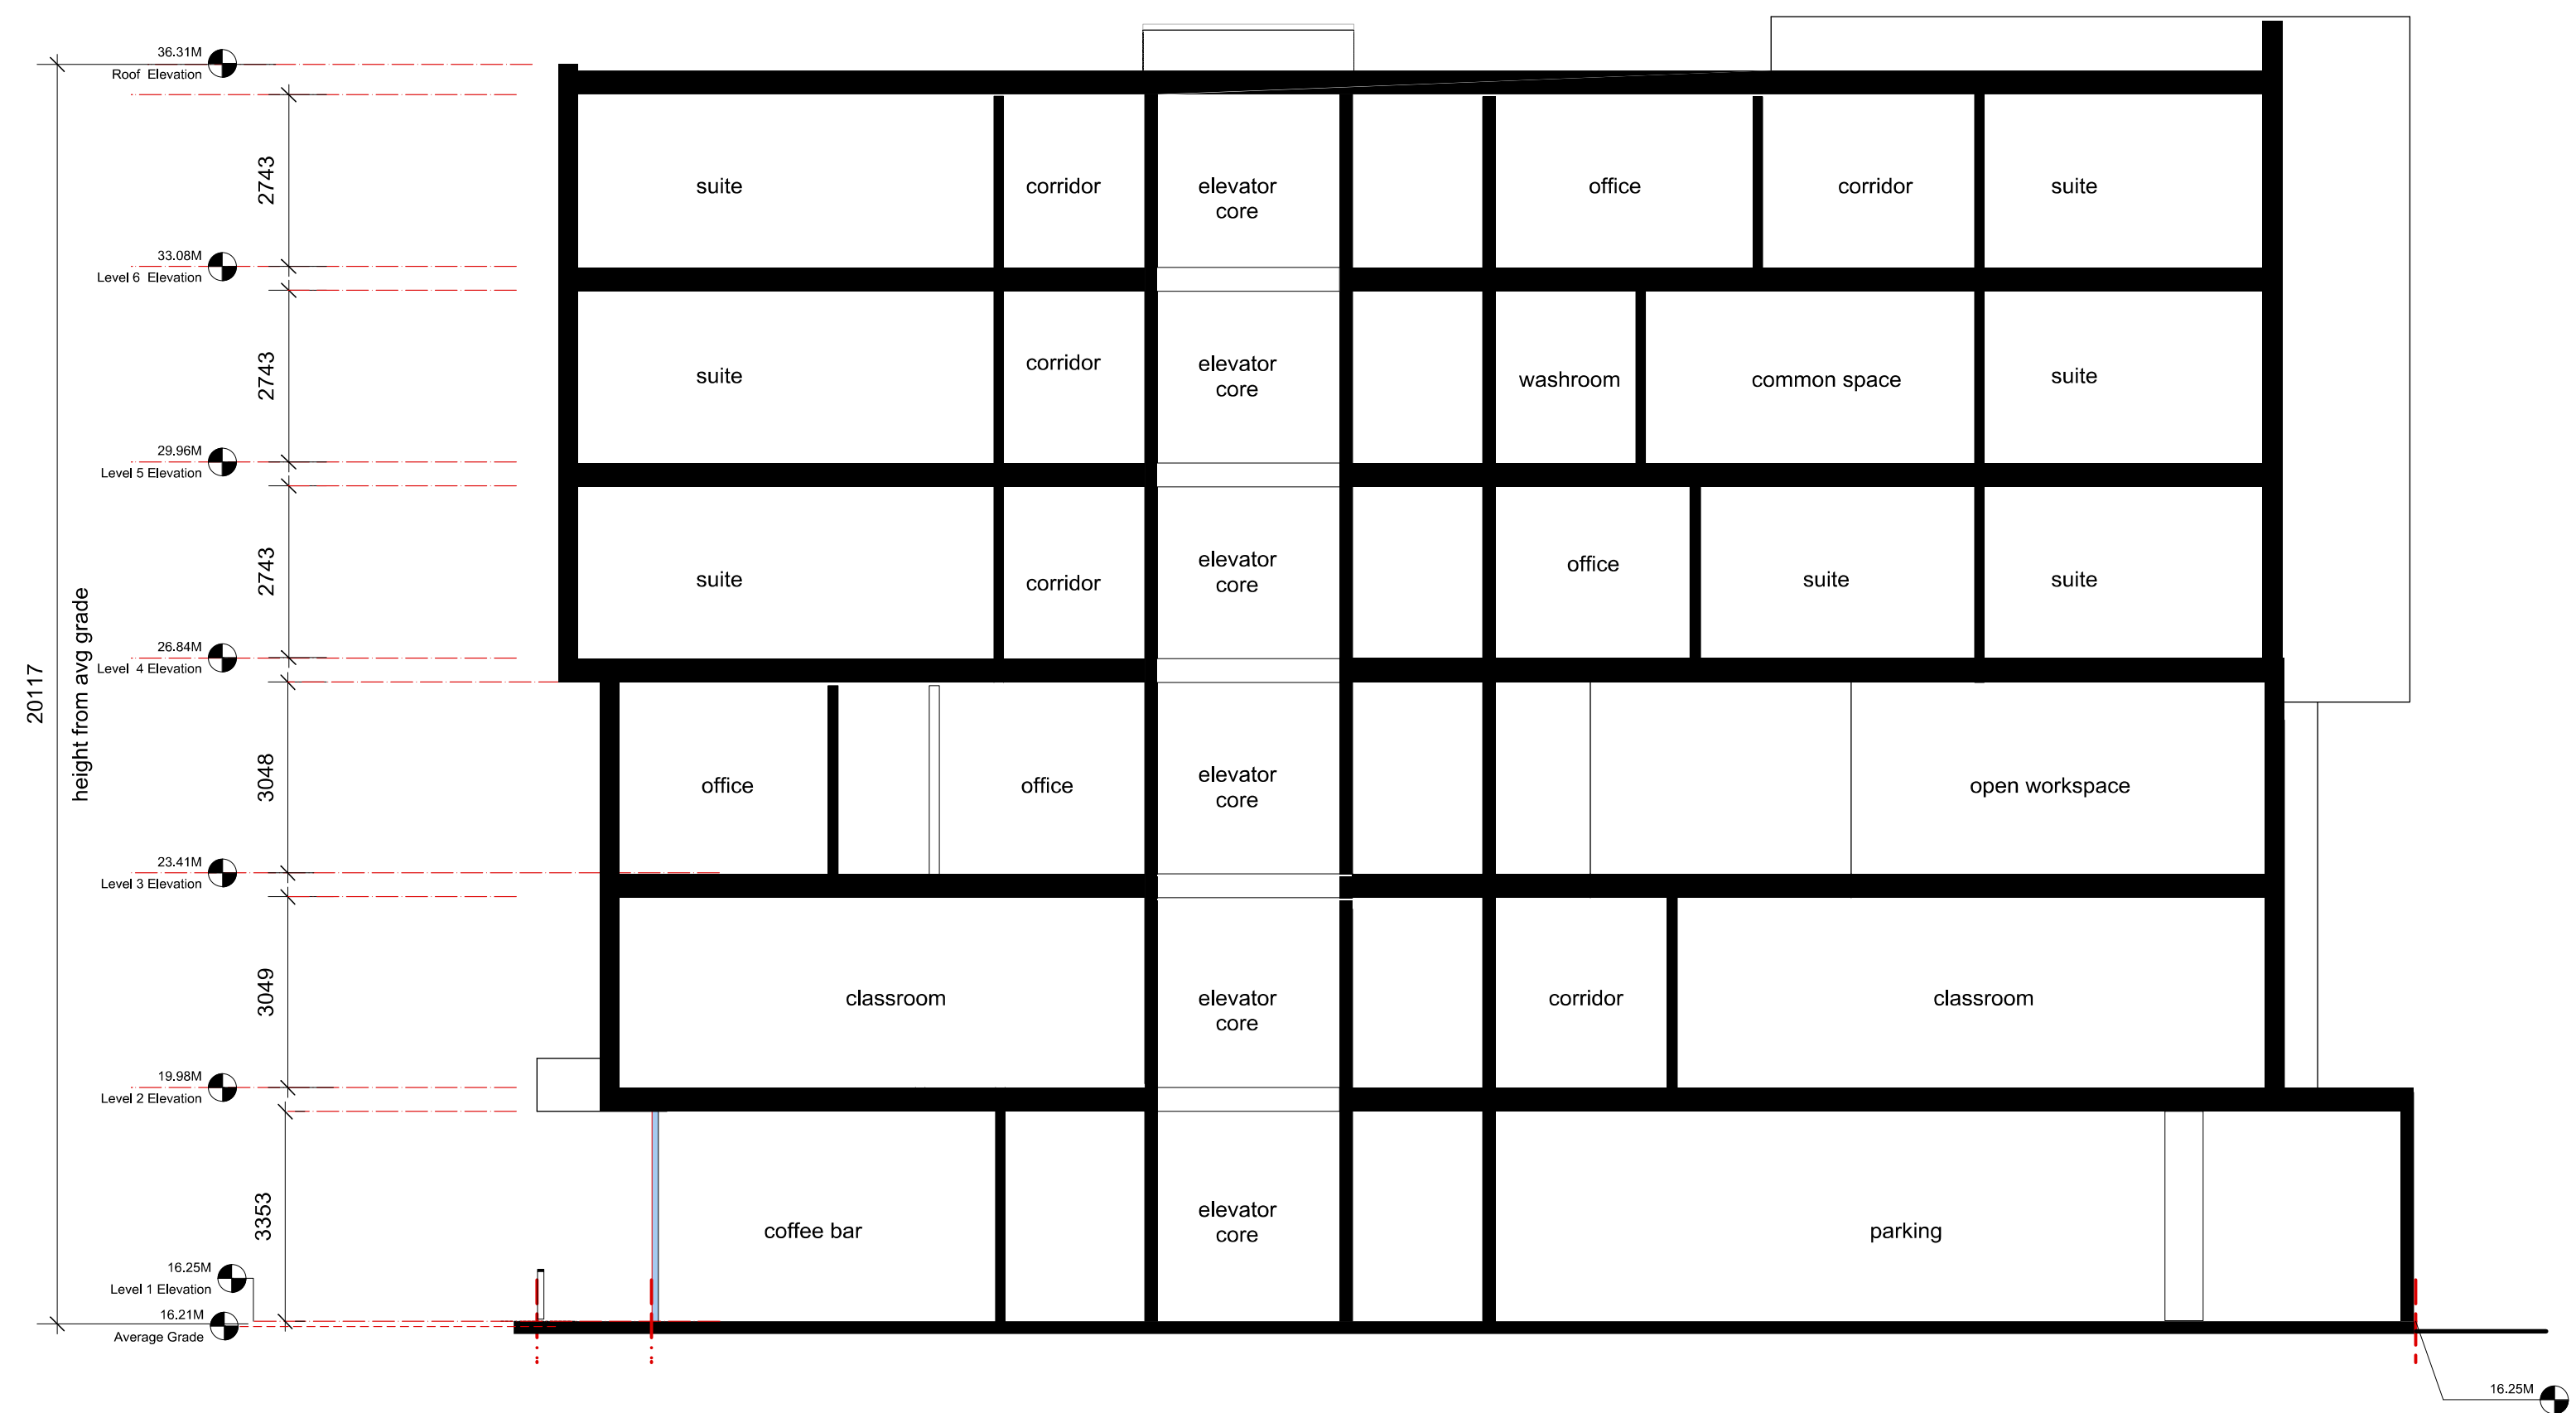 36.31M
Roof Elevation
2743
suite
corridor
elevator
core
office
corridor
suite
33.08M
Level 6 Elevation
2743
suite
corridor
elevator
core
washroom
common space
suite
29.96M
Level 5 Elevation
2743
suite
corridor
elevator
core
office
suite
suite
26.84M
Level 4 Elevation
20117
height from avg grade
3048
office
office
elevator
core
open workspace
23.41M
Level 3 Elevation
3049
classroom
elevator
core
corridor
classroom
19.98M
Level 2 Elevation
3353
coffee bar
elevator
core
parking
16.25M
Level 1 Elevation
16.21M
Average Grade
16.25M